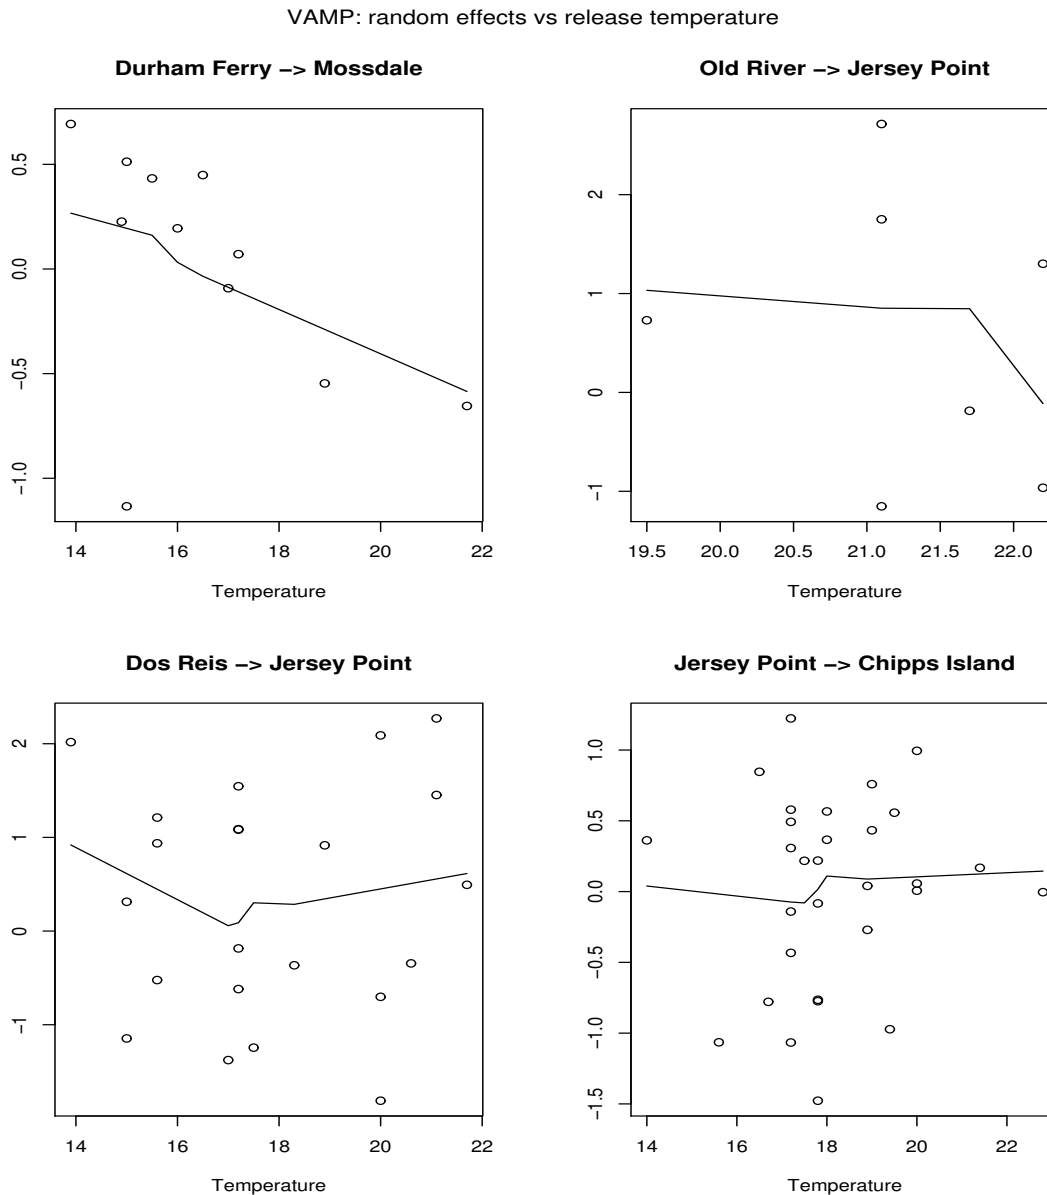 VAMP: random effects vs release temperature
Durham Ferry −> Mossdale
0.5
0.0
−0.5
−1.0
14 16 18 20 22
Temperature
Old River −> Jersey Point
2
1
0
−1
19.5 20.0 20.5 21.0 21.5 22.0
Temperature
Dos Reis −> Jersey Point
2
1
0
−1
14 16 18 20 22
Temperature
Jersey Point −> Chipps Island
1.0
0.5
0.0
−0.5
−1.0
−1.5
14 16 18 20 22
Temperature